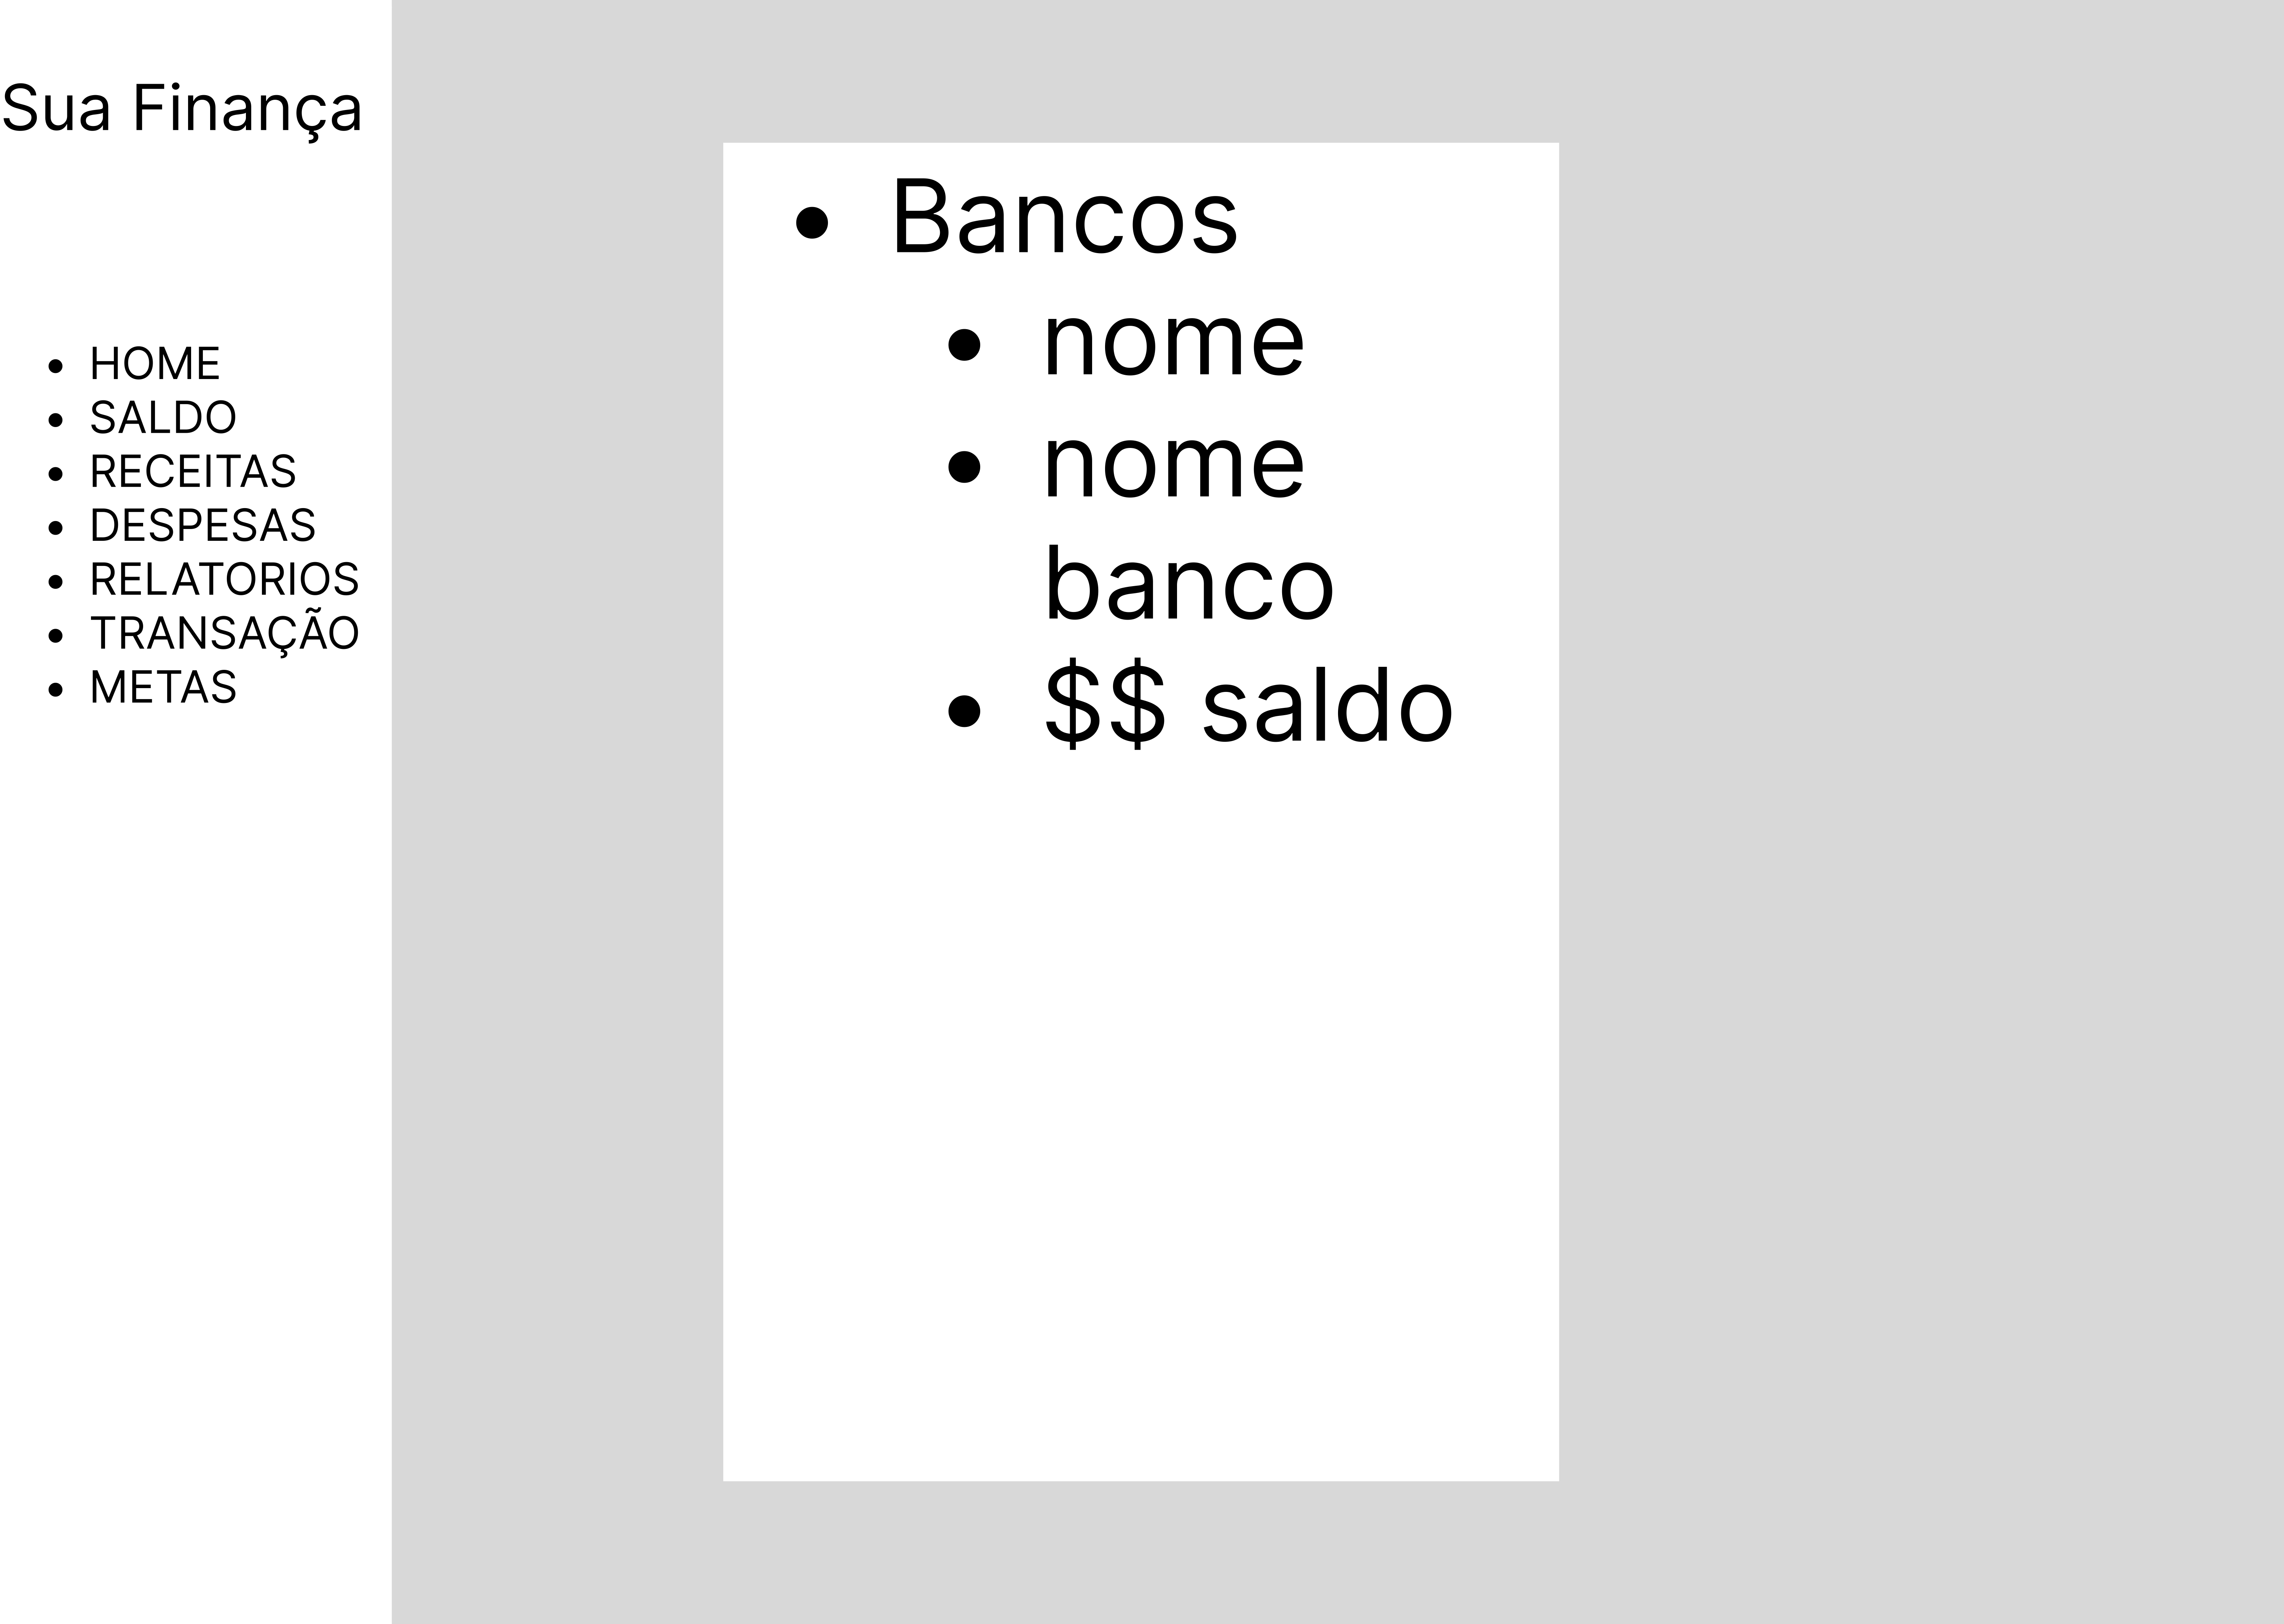 Sua Finança
• HOME
• SALDO
• RECEITAS
• DESPESAS
• RELATORIOS
• TRANSAÇÃO
• METAS
• Bancos
• nome
• nome
banco
• $$ saldo